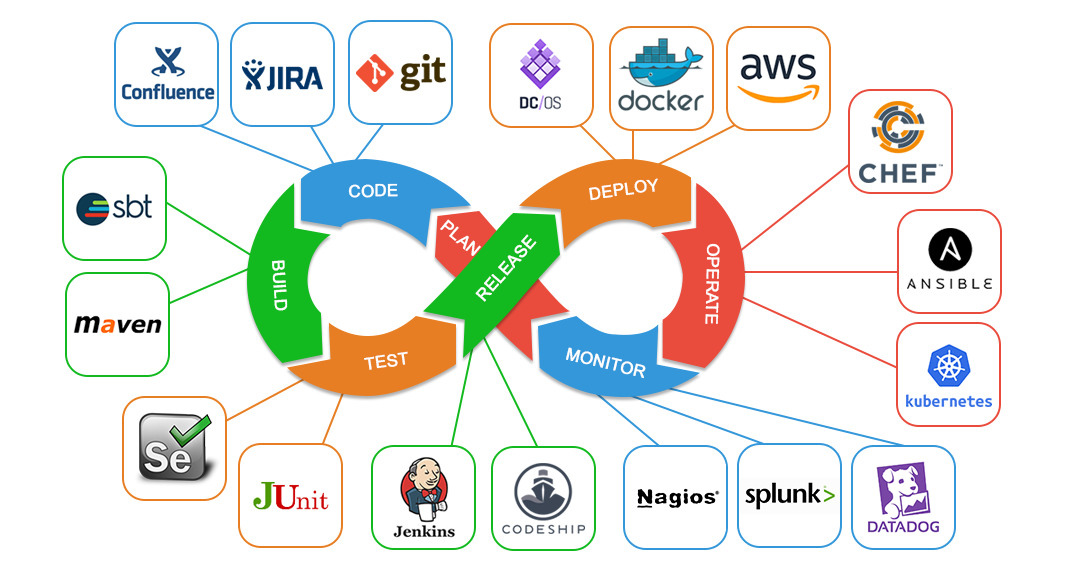 Confluence
JIRA
git
DC/OS
docker
aws
CHEF™
sbt
CODE
DEPLOY
PLAN
RELEASE
ANSIBLE
BUILD
OPERATE
maven
TEST
MONITOR
kubernetes
Se
JUnit
Jenkins
CODESHIP
Nagios®
splunk>
DATADOG